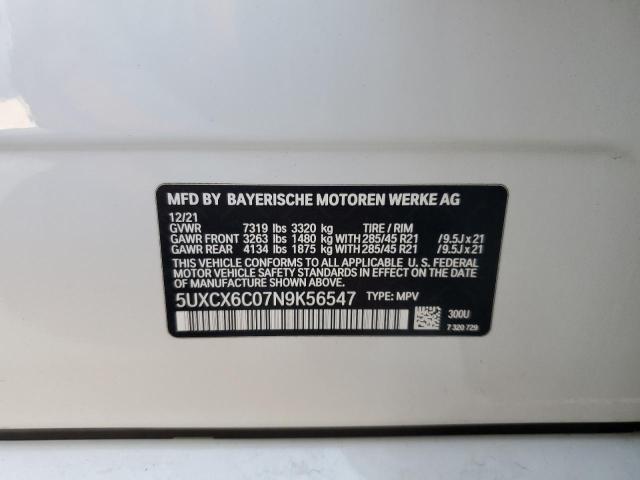 MFD BY BAYERISCHE MOTOREN WERKE AG
12/21
GVWR 7319 lbs 3320 kg TIRE / RIM
GAWR FRONT 3263 lbs 1480 kg WITH 285/45 R21 /9.5J x 21
GAWR REAR 4134 lbs 1875 kg WITH 285/45 R21 /9.5J x 21
THIS VEHICLE CONFORMS TO ALL APPLICABLE U. S. FEDERAL
MOTOR VEHICLE SAFETY STANDARDS IN EFFECT ON
THE DATE OF MANUFACTURE SHOWN ABOVE.
5UXCX6C07N9K56547 TYPE: MPV
300U
7 320 729